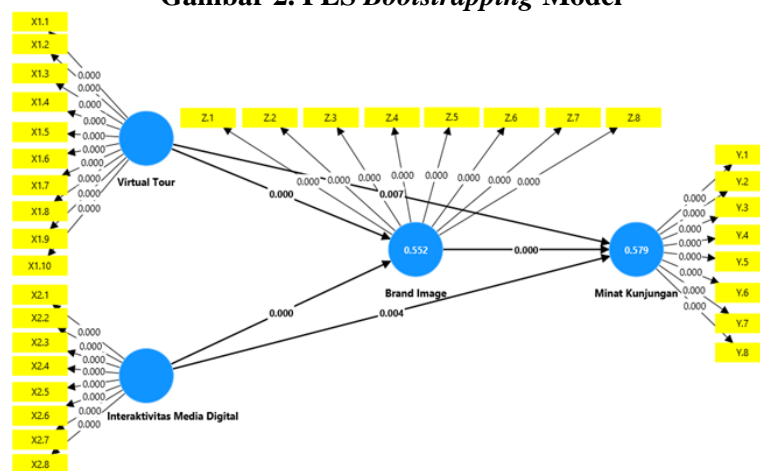 Gambar 2. PLS Bootstrapping Model
X1.1
X1.2
X1.3
X1.4
X1.5
X1.6
X1.7
X1.8
X1.9
X1.10
0.000
0.000
0.000
0.000
0.000
0.000
0.000
0.000
0.000
0.000
Virtual Tour
Z.1 Z.2 Z.3 Z.4 Z.5 Z.6 Z.7 Z.8
0.000 0.000 0.000 0.000 0.000 0.000 0.000 0.000
0.000
0.007
0.552
Brand Image
0.000
0.000
0.004
0.579
Minat Kunjungan
0.000
0.000
0.000
0.000
0.000
0.000
0.000
0.000
Y.1
Y.2
Y.3
Y.4
Y.5
Y.6
Y.7
Y.8
X2.1
X2.2
X2.3
X2.4
X2.5
X2.6
X2.7
X2.8
0.000
0.000
0.000
0.000
0.000
0.000
0.000
0.000
Interaktivitas Media Digital